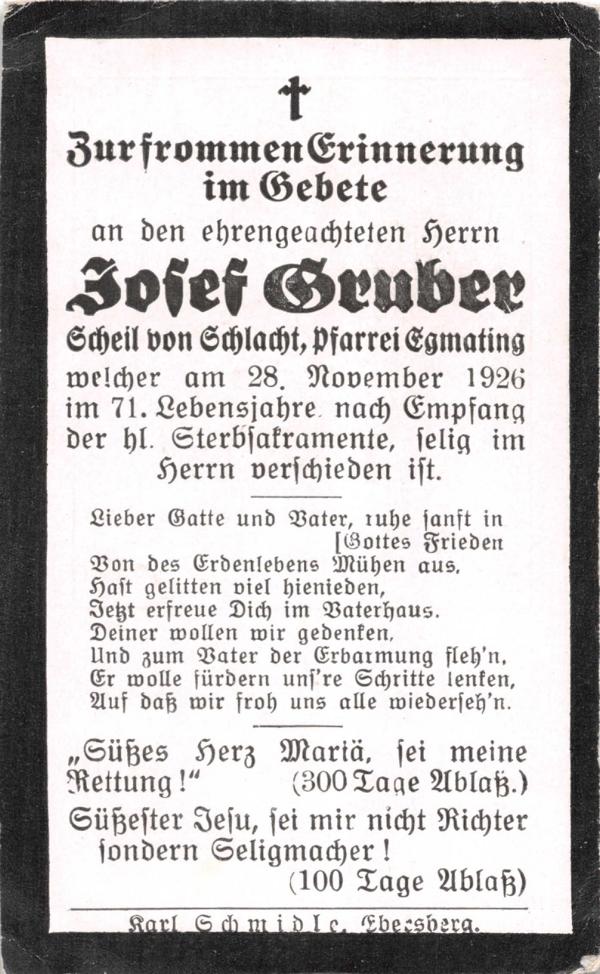 Zur frommen Erinnerung
im Gebete
an den ehrengeachteten Herrn
Josef Gruber
Scheil von Schlacht, Pfarrei Egmating
welcher am 28. November 1926
im 71. Lebensjahre nach Empfang
der hl. Sterbsakramente, selig im
Herrn verschieden ist.
Lieber Gatte und Vater, ruhe sanft in
[Gottes Frieden
Von des Erdenlebens Mühen aus.
Hast gelitten viel hienieden,
Jetzt erfreue Dich im Vaterhaus.
Deiner wollen wir gedenken,
Und zum Vater der Erbarmung fleh'n,
Er wolle fürdern uns're Schritte lenken,
Auf daß wir froh uns alle wiederseh'n.
„Süßes Herz Mariä, sei meine
Rettung!“ (300 Tage Ablaß.)
Süßester Jesu, sei mir nicht Richter
sondern Seligmacher!
(100 Tage Ablaß)
Karl Schmidle, Ebersberg.